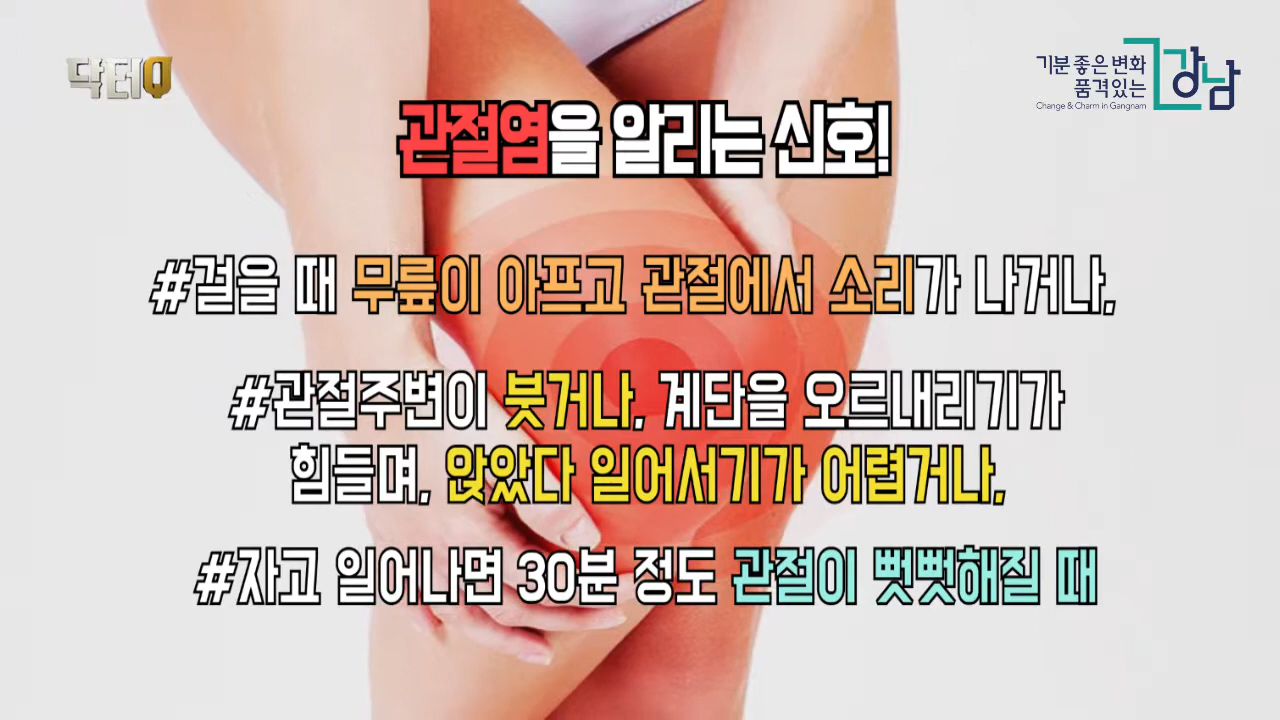 닥터Q
기분 좋은 변화
품격있는
Change & Charm in Gangnam
강남
관절염을 알리는 신호!
#걸을 때 무릎이 아프고 관절에서 소리가 나거나,
#관절주변이 붓거나, 계단을 오르내리기가
힘들며, 앉았다 일어서기가 어렵거나,
#자고 일어나면 30분 정도 관절이 뻣뻣해질 때